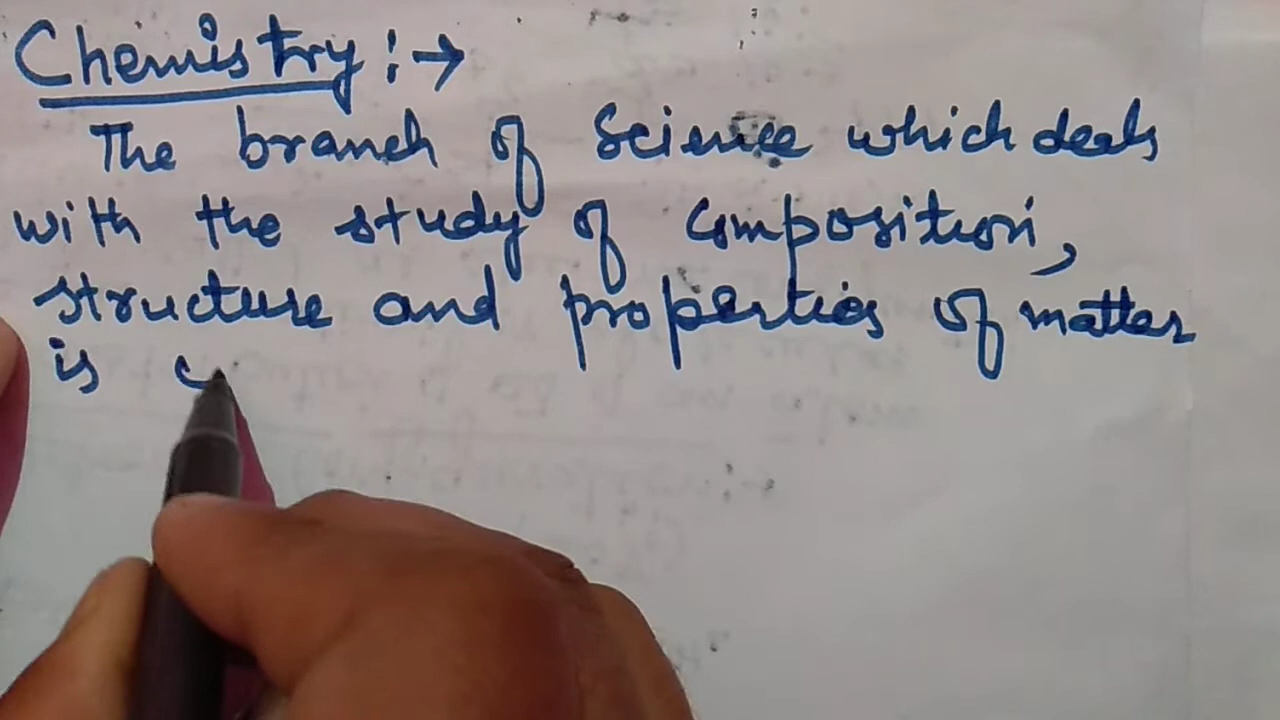 Chemistry :→
The branch of Science which deals
with the study of composition,
structure and properties of matter
is c